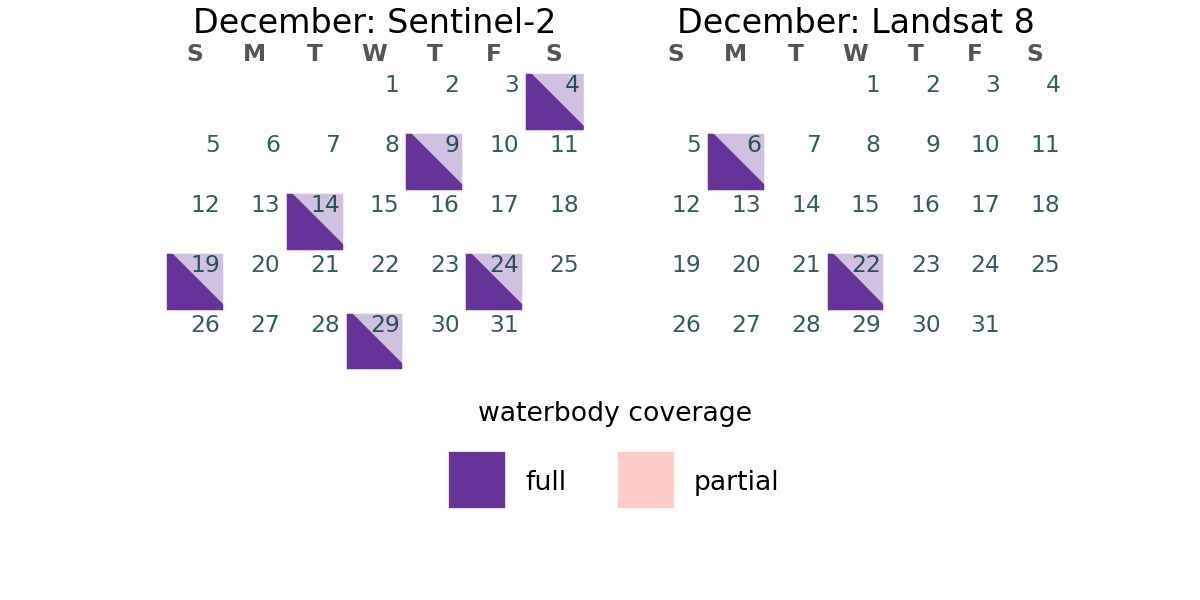 December: Sentinel-2
S M T W T F S
1 2 3 4
5 6 7 8 9 10 11
12 13 14 15 16 17 18
19 20 21 22 23 24 25
26 27 28 29 30 31
December: Landsat 8
S M T W T F S
1 2 3 4
5 6 7 8 9 10 11
12 13 14 15 16 17 18
19 20 21 22 23 24 25
26 27 28 29 30 31
waterbody coverage
full
partial